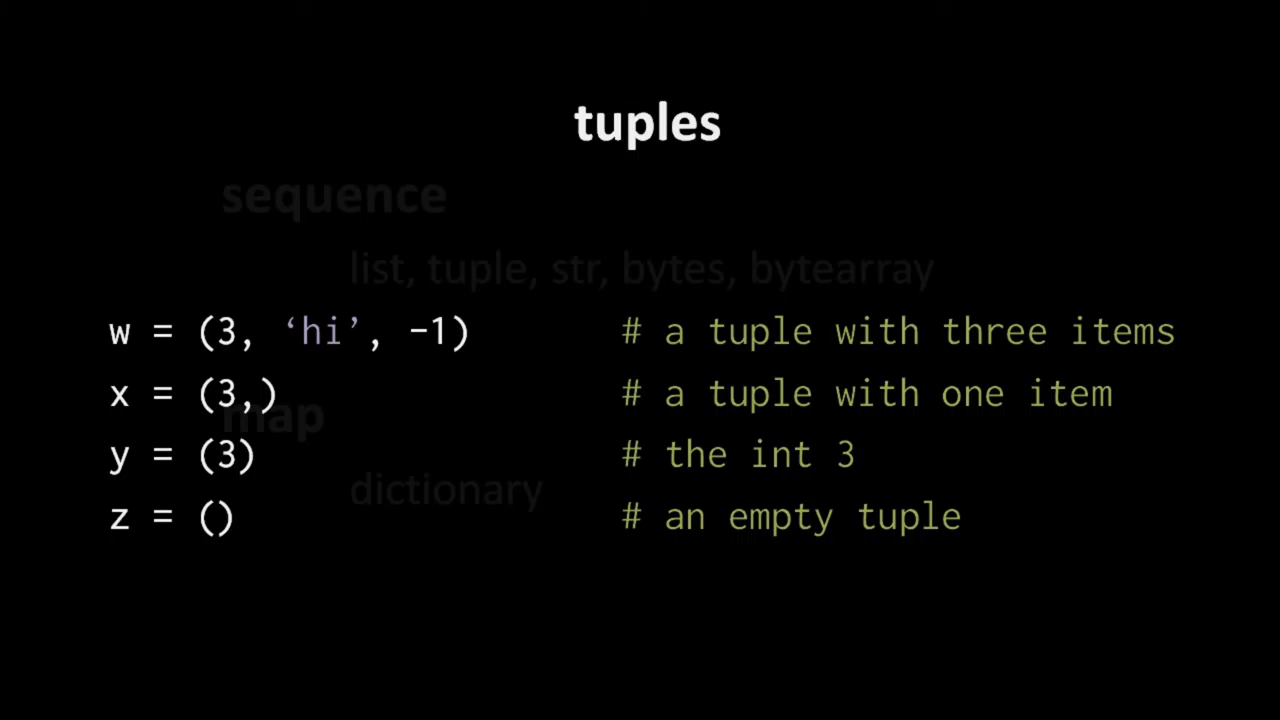 tuples
sequence
list, tuple, str, bytes, bytearray
w = (3, ‘hi’, -1) # a tuple with three items
x = (3,) # a tuple with one item
map
y = (3) # the int 3
dictionary
z = () # an empty tuple